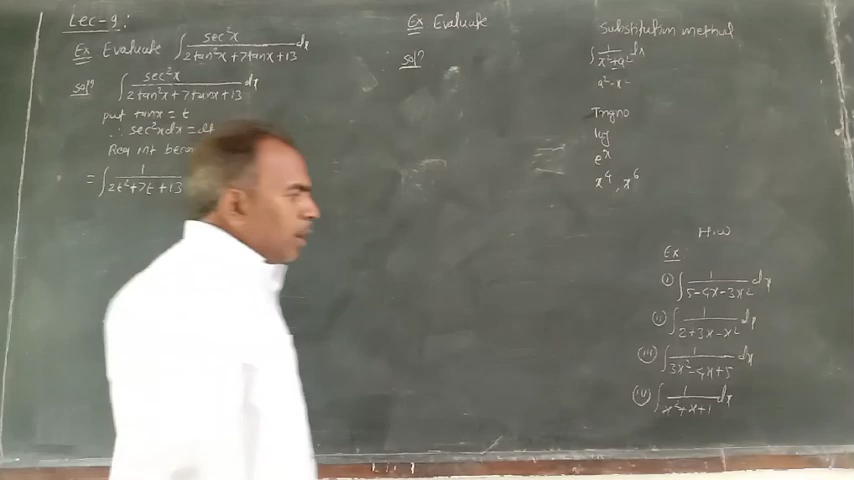 Lec-9:
Ex Evaluate ∫ sec²x / 2tan²x+7tanx+13 dx
solⁿ ∫ sec²x / 2tan²x+7tanx+13 dx
put tanx = t
∴ sec²x dx = dt
Req int
= ∫ 1 / 2t²+7t+13
Ex Evaluate
solⁿ
Substitution method
∫ 1 / x²+a² dx
a²-x²
Trigno
log
eˣ
x⁴, x⁶
H.W
Ex
(i) ∫ 1 / 5-4x-3x² dx
(ii) ∫ 1 / 2+3x-x² dx
(iii) ∫ 1 / 3x²-4x+5 dx
(iv) ∫ 1 / x²+x+1 dx